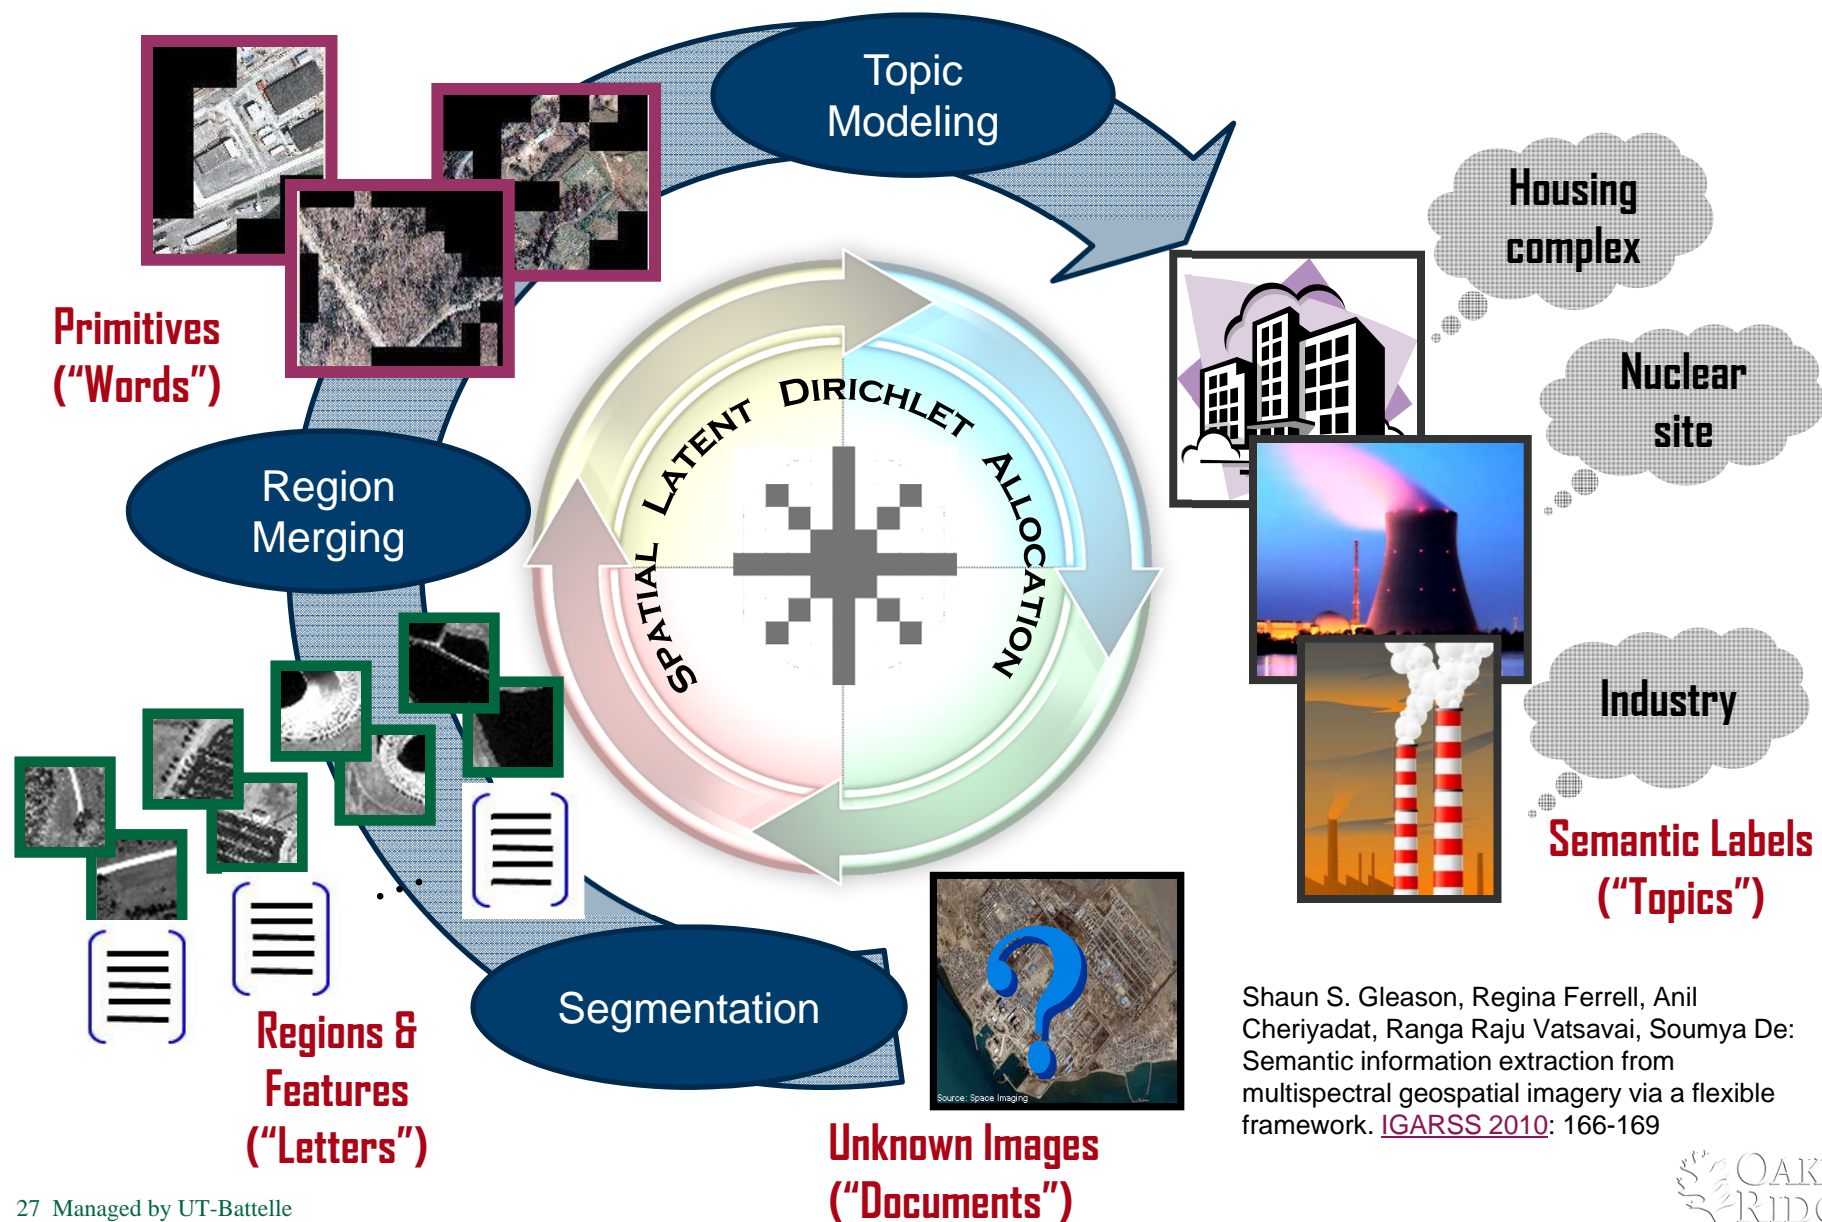 Topic
Modeling
Housing
complex
Primitives
("Words")
Nuclear
site
SPATIAL LATENT DIRICHLET ALLOCATION
Region
Merging
Industry
Semantic Labels
("Topics")
Segmentation
Regions &
Features
("Letters")
Source: Space Imaging
Unknown Images
("Documents")
Shaun S. Gleason, Regina Ferrell, Anil
Cheriyadat, Ranga Raju Vatsavai, Soumya De:
Semantic information extraction from
multispectral geospatial imagery via a flexible
framework. IGARSS 2010: 166-169
27 Managed by UT-Battelle
OAK